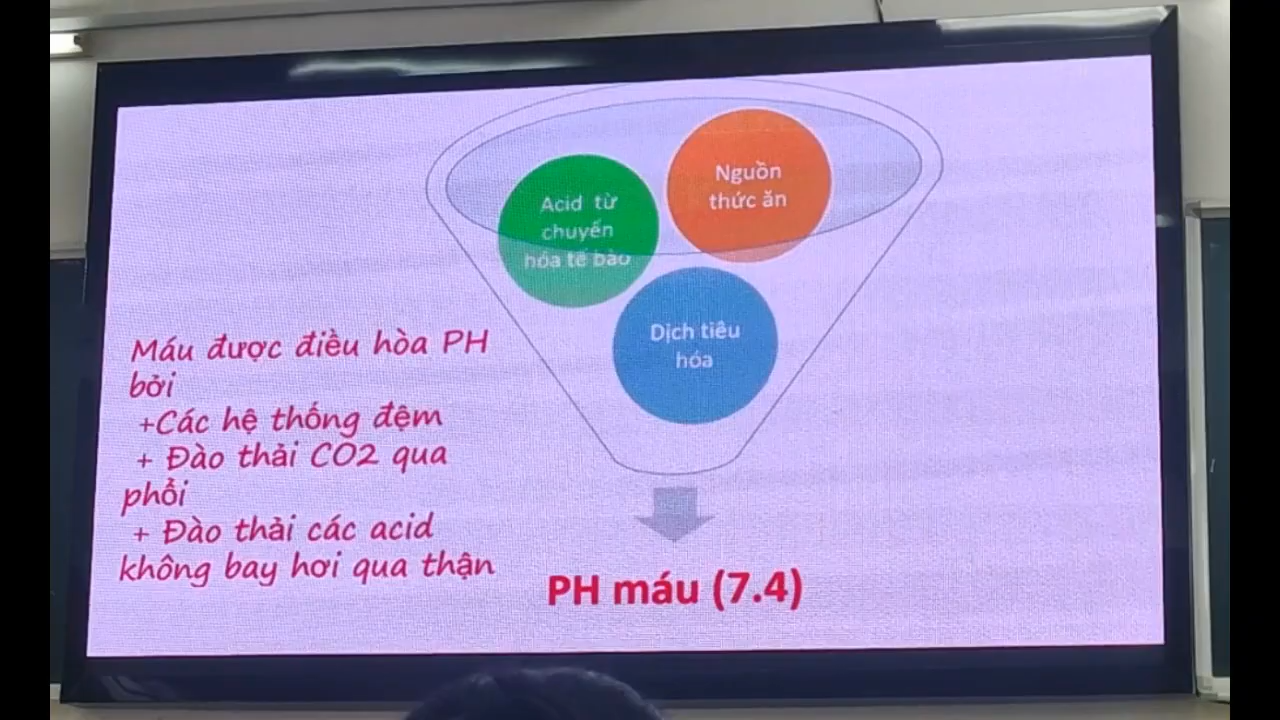 Acid từ
chuyển
hóa tế bào
Nguồn
thức ăn
Dịch tiêu
hóa
Máu được điều hòa PH
bởi
+Các hệ thống đệm
+ Đào thải CO2 qua
phổi
+ Đào thải các acid
không bay hơi qua thận
PH máu (7.4)